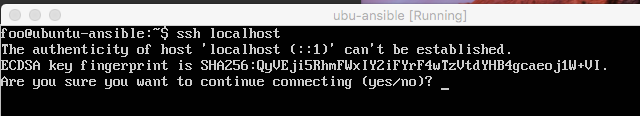 ubu-ansible [Running]
foo@ubuntu-ansible:~$ ssh localhost
The authenticity of host 'localhost (::1)' can't be established.
ECDSA key fingerprint is SHA256:QyVEji5RhmFWxIY2iFYrF4wTzVtdYHB4gcaeoj1W+VI.
Are you sure you want to continue connecting (yes/no)? _